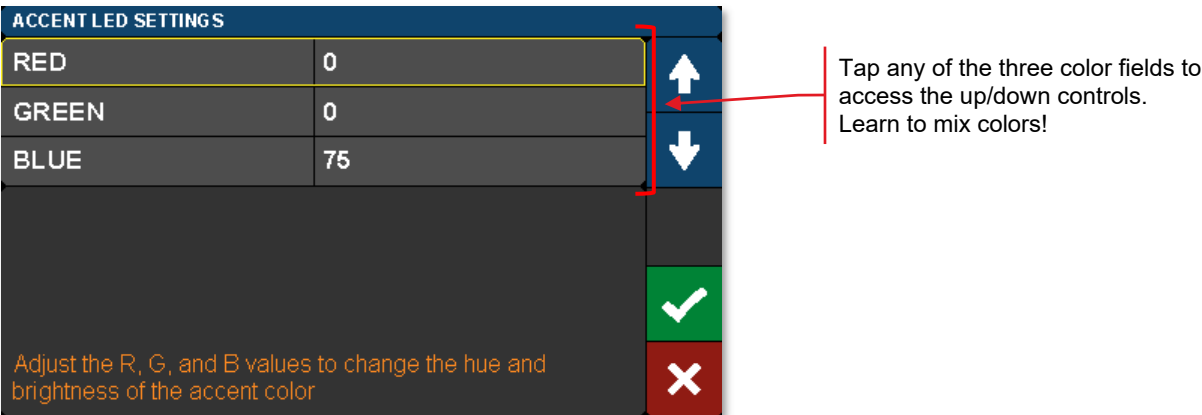 ACCENT LED SETTINGS
RED 0
GREEN 0
BLUE 75
Adjust the R, G, and B values to change the hue and
brightness of the accent color
Tap any of the three color fields to
access the up/down controls.
Learn to mix colors!